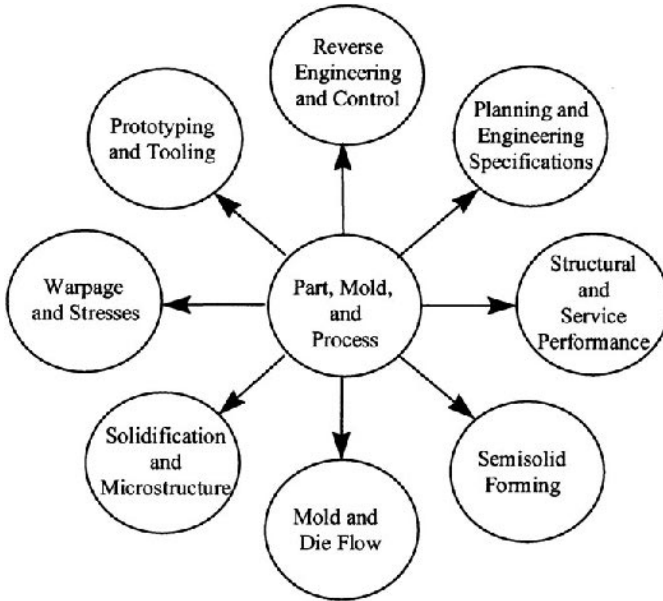 Reverse
Engineering
and Control
Planning and
Engineering
Specifications
Structural
and
Service
Performance
Semisolid
Forming
Mold and
Die Flow
Solidification
and
Microstructure
Warpage
and Stresses
Prototyping
and Tooling
Part, Mold,
and
Process